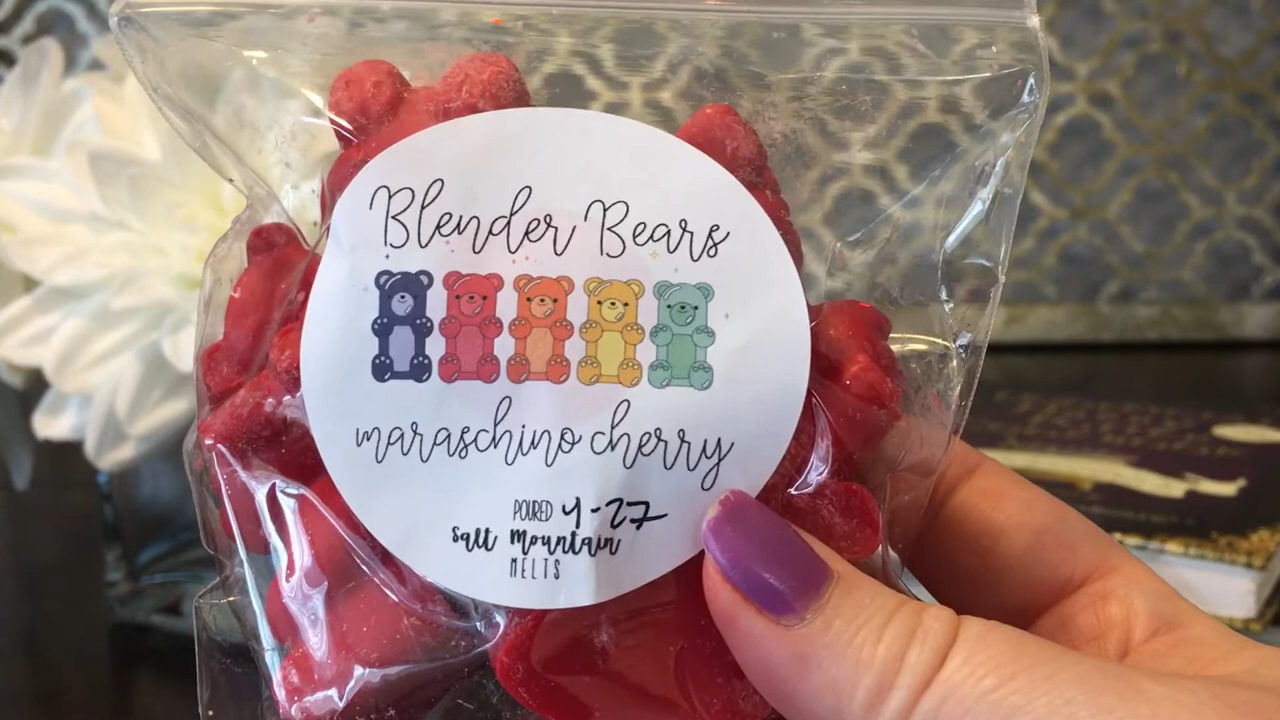 Blender Bears
maraschino cherry
POURED 4-27
Salt Mountain
MELTS